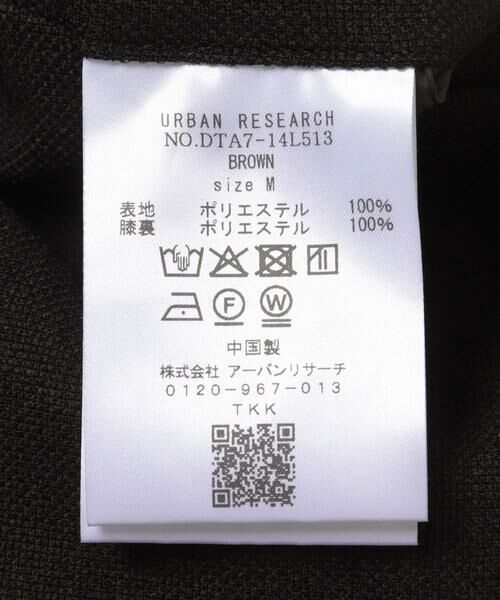 URBAN RESEARCH
NO.DTA7-14L513
BROWN
size M
表地 ポリエステル 100%
膝裏 ポリエステル 100%
F W
中国製
株式会社 アーバンリサーチ
0120-967-013
TKK